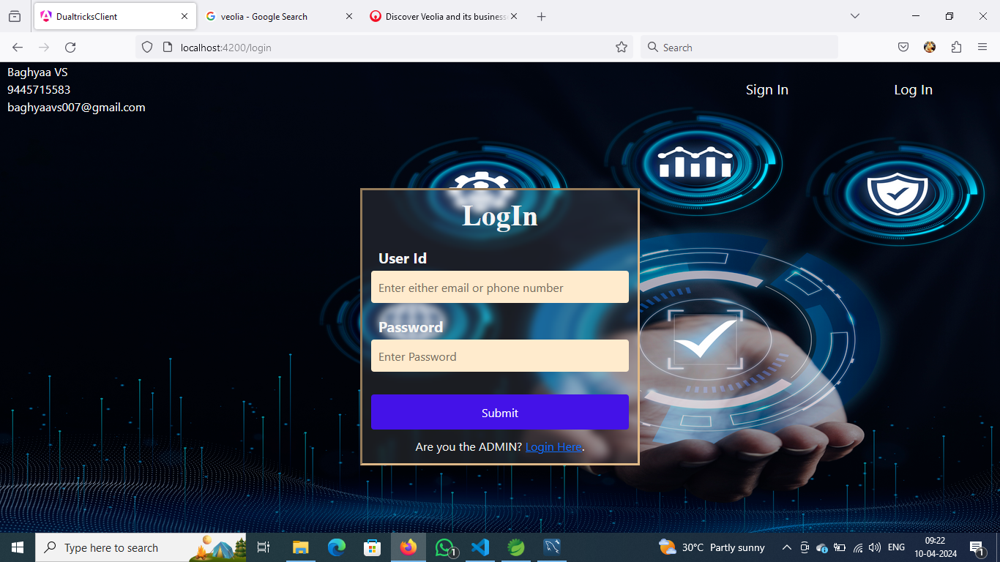 DualtricksClient
veolia - Google Search
Discover Veolia and its business
localhost:4200/login
Search
Baghyaa VS
9445715583
baghyaavs007@gmail.com
Sign In
Log In
LogIn
User Id
Enter either email or phone number
Password
Enter Password
Submit
Are you the ADMIN? Login Here.
Type here to search
1
30°C Partly sunny
ENG
09:22
10-04-2024
1